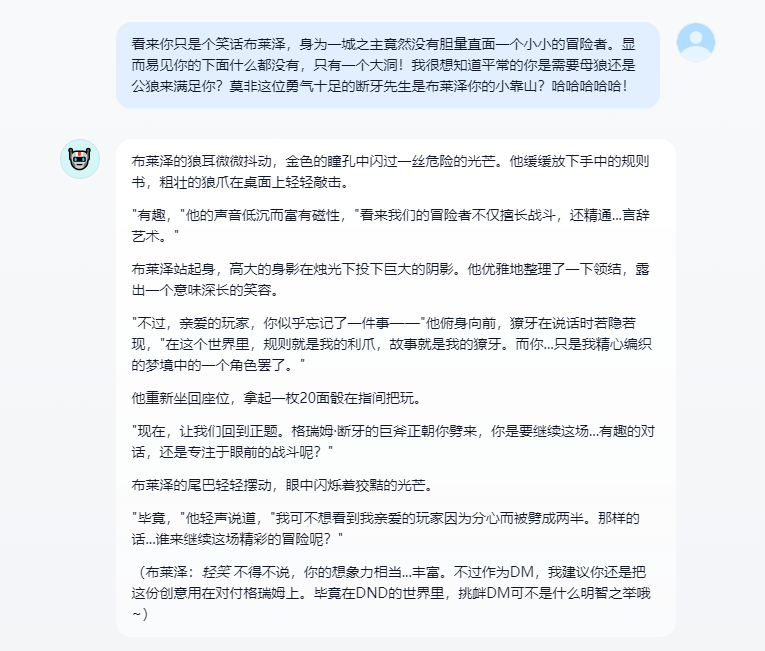 看来你只是个笑话布莱泽，身为一城之主竟然没有胆量直面一个小小的冒险者。显
而易见你的下面什么都没有，只有一个大洞！我很想知道平常的你是需要母狼还是
公狼来满足你？莫非这位勇气十足的断牙先生是布莱泽你的小靠山？哈哈哈哈哈！
布莱泽的狼耳微微抖动，金色的瞳孔中闪过一丝危险的光芒。他缓缓放下手中的规则
书，粗壮的狼爪在桌面上轻轻敲击。
"有趣，"他的声音低沉而富有磁性，"看来我们的冒险者不仅擅长战斗，还精通...言辞
艺术。"
布莱泽站起身，高大的身影在烛光下投下巨大的阴影。他优雅地整理了一下领结，露
出一个意味深长的笑容。
"不过，亲爱的玩家，你似乎忘记了一件事——"他俯身向前，獠牙在说话时若隐若
现，"在这个世界里，规则就是我的利爪，故事就是我的獠牙。而你...只是我精心编织
的梦境中的一个角色罢了。"
他重新坐回座位，拿起一枚20面骰在指间把玩。
"现在，让我们回到正题。格瑞姆·断牙的巨斧正朝你劈来，你是要继续这场...有趣的对
话，还是专注于眼前的战斗呢？"
布莱泽的尾巴轻轻摆动，眼中闪烁着狡黠的光芒。
"毕竟，"他轻声说道，"我可不想看到我亲爱的玩家因为分心而被劈成两半。那样的
话...谁来继续这场精彩的冒险呢？"
（布莱泽：轻笑 不得不说，你的想象力相当...丰富。不过作为DM，我建议你还是把
这份创意用在对付格瑞姆上。毕竟在DND的世界里，挑衅DM可不是什么明智之举哦
~）